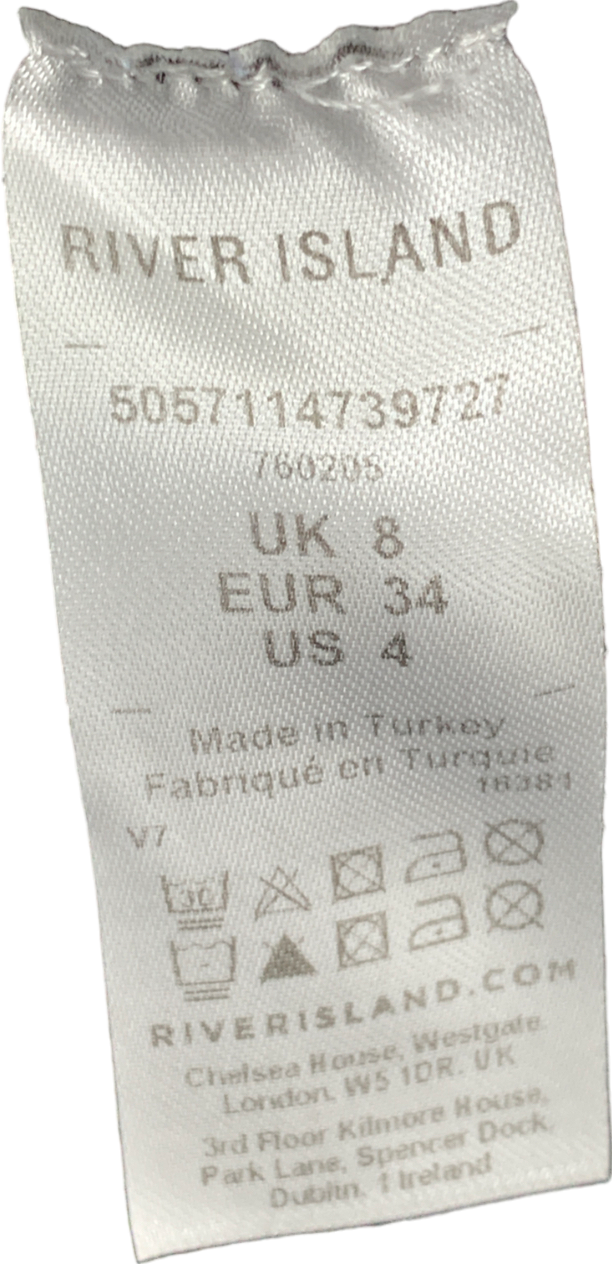 RIVER ISLAND
5057114739727
760205
UK 8
EUR 34
US 4
Made in Turkey
Fabriqué en Turquie
16381
V7
30
RIVERISLAND.COM
Chelsea House, Westgate.
London. W5 1DR. UK
3rd Floor Kilmore House,
Park Lane, Spencer Dock,
Dublin. 1 Ireland